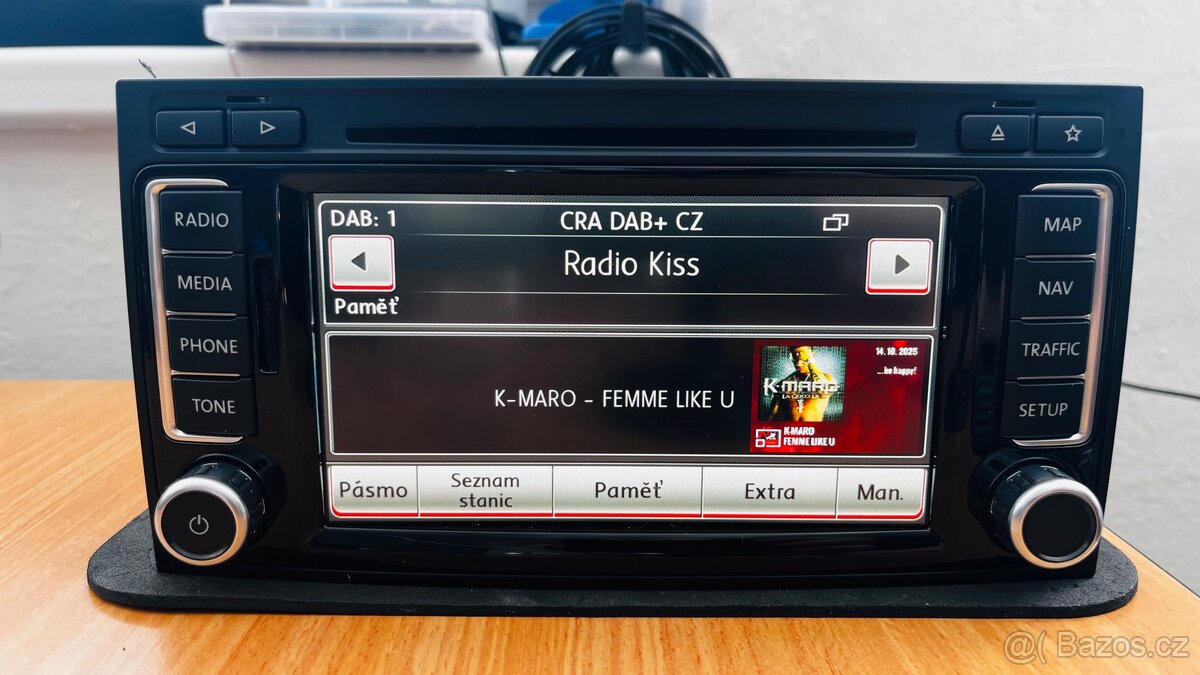 RADIO
MEDIA
PHONE
TONE
DAB: 1
CRA DAB+ CZ
Radio Kiss
Paměť
K-MARO - FEMME LIKE U
14. 10. 2025
...be happy!
K-MARO
K-MARO
FEMME LIKE U
Pásmo
Seznam
stanic
Paměť
Extra
Man.
MAP
NAV
TRAFFIC
SETUP
@( Bazos.cz